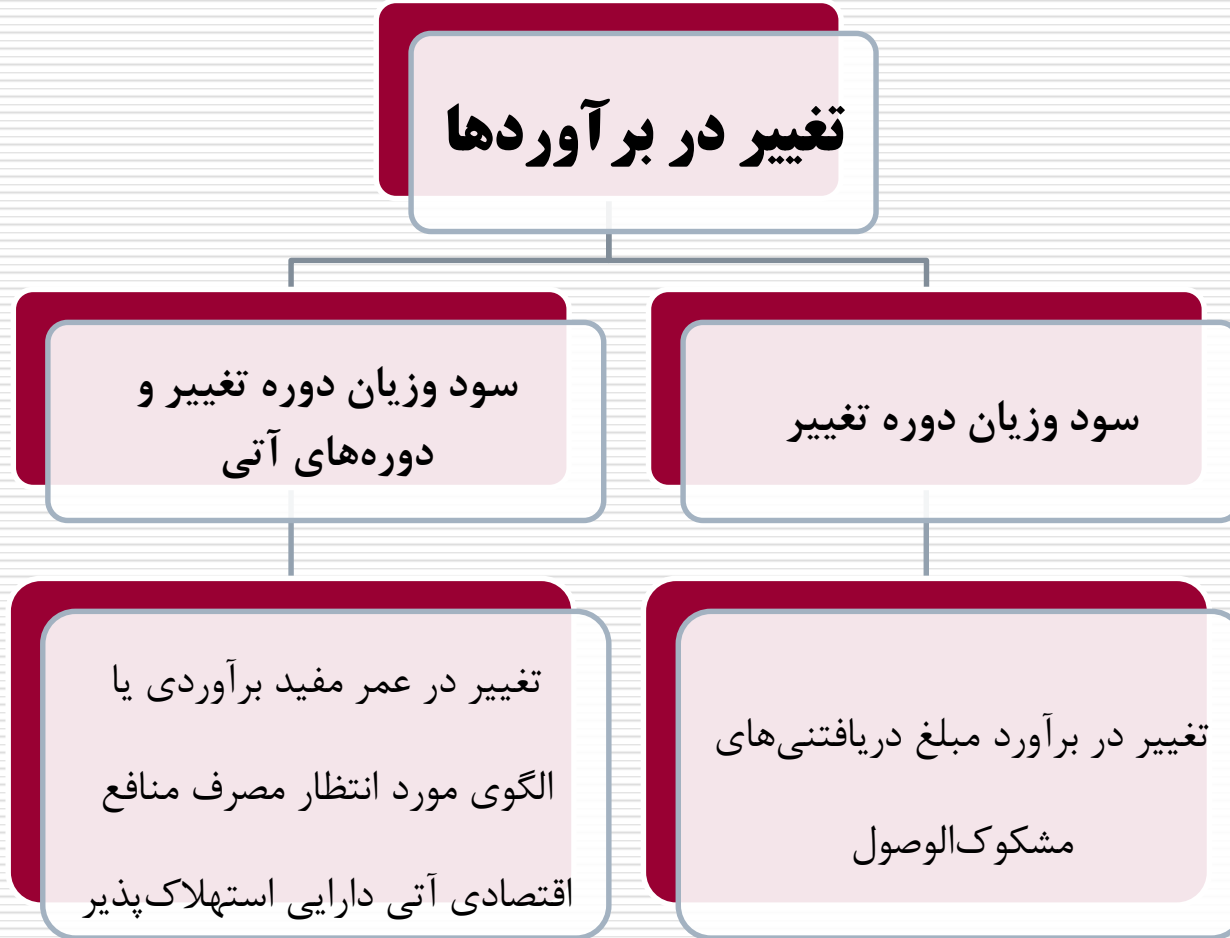 تغییر در برآوردها
سود وزیان دوره تغییر
سود وزیان دوره تغییر و
دوره‌های آتی
تغییر در برآورد مبلغ دریافتنی‌های
مشکوک‌الوصول
تغییر در عمر مفید برآوردی یا
الگوی مورد انتظار مصرف منافع
اقتصادی آتی دارایی استهلاک‌پذیر